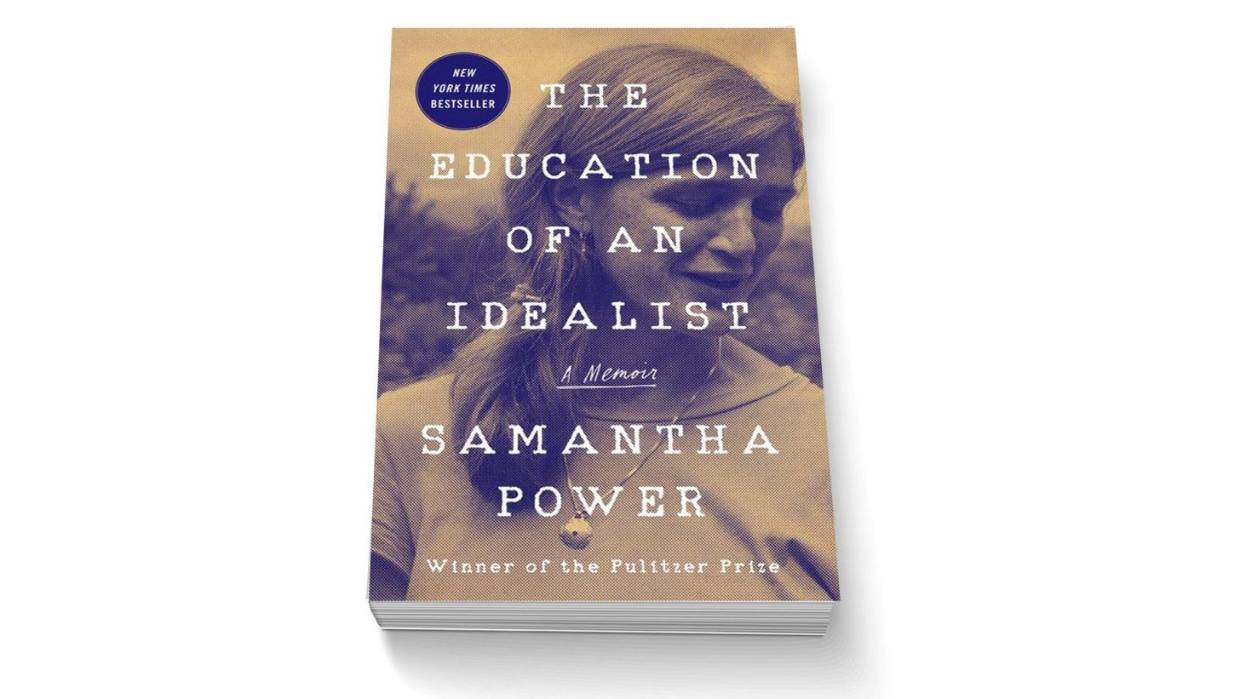 NEW
YORK TIMES
BESTSELLER
THE
EDUCATION
OF AN
IDEALIST
A Memoir
SAMANTHA
POWER
Winner of the Pulitzer Prize